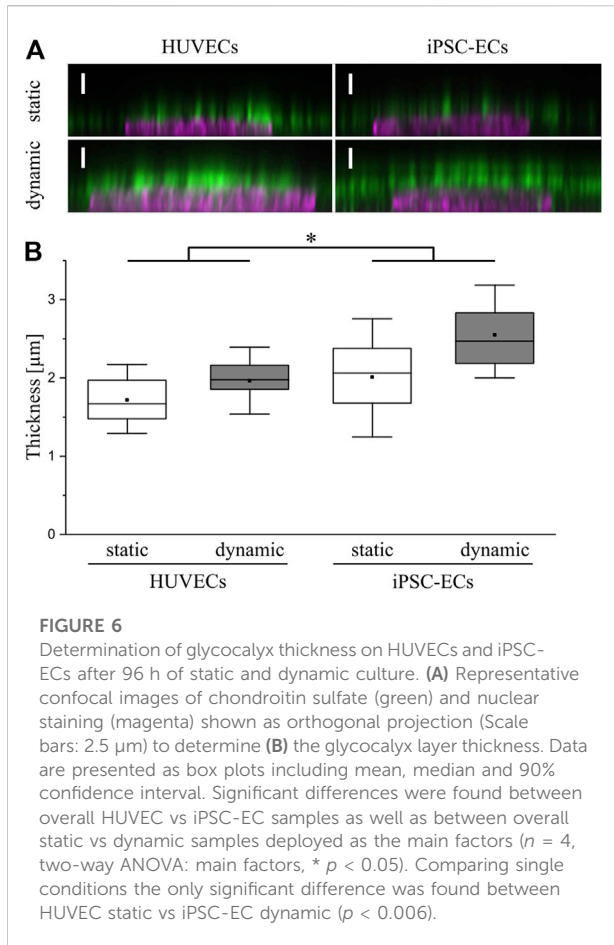 HUVECs iPSC-ECs
A
static
dynamic
B
*
Thickness [µm]
3
2
1
0
static dynamic static dynamic
HUVECs iPSC-ECs
FIGURE 6
Determination of glycocalyx thickness on HUVECs and iPSC-
ECs after 96 h of static and dynamic culture. (A) Representative
confocal images of chondroitin sulfate (green) and nuclear
staining (magenta) shown as orthogonal projection (Scale
bars: 2.5 µm) to determine (B) the glycocalyx layer thickness. Data
are presented as box plots including mean, median and 90%
confidence interval. Significant differences were found between
overall HUVEC vs iPSC-EC samples as well as between overall
static vs dynamic samples deployed as the main factors (n = 4,
two-way ANOVA: main factors, * p < 0.05). Comparing single
conditions the only significant difference was found between
HUVEC static vs iPSC-EC dynamic (p < 0.006).